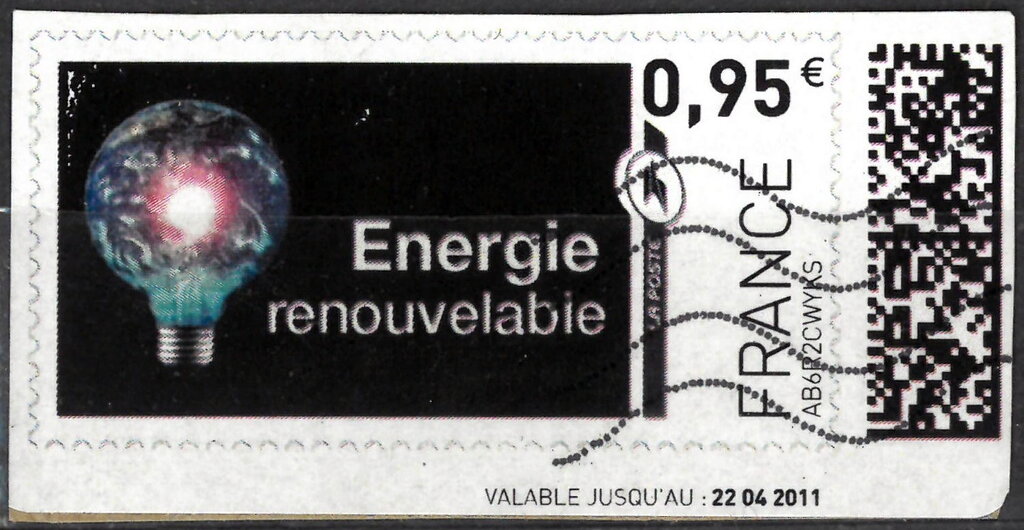 Energie
renouvelable
0,95€
LA POSTE
FRANCE
AB6R2CWYKS
VALABLE JUSQU'AU : 22 04 2011